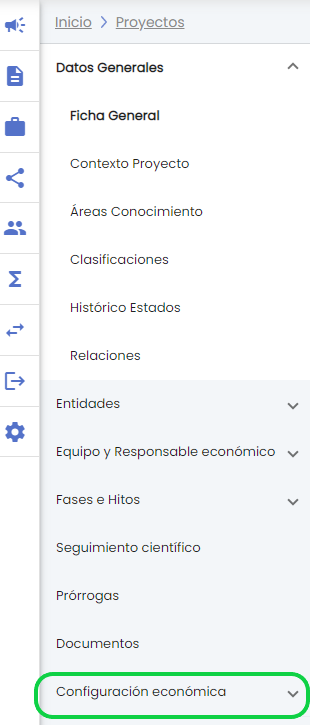 Inicio > Proyectos
Datos Generales
Ficha General
Contexto Proyecto
Áreas Conocimiento
Clasificaciones
Histórico Estados
Relaciones
Entidades
Equipo y Responsable económico
Fases e Hitos
Seguimiento científico
Prórrogas
Documentos
Configuración económica